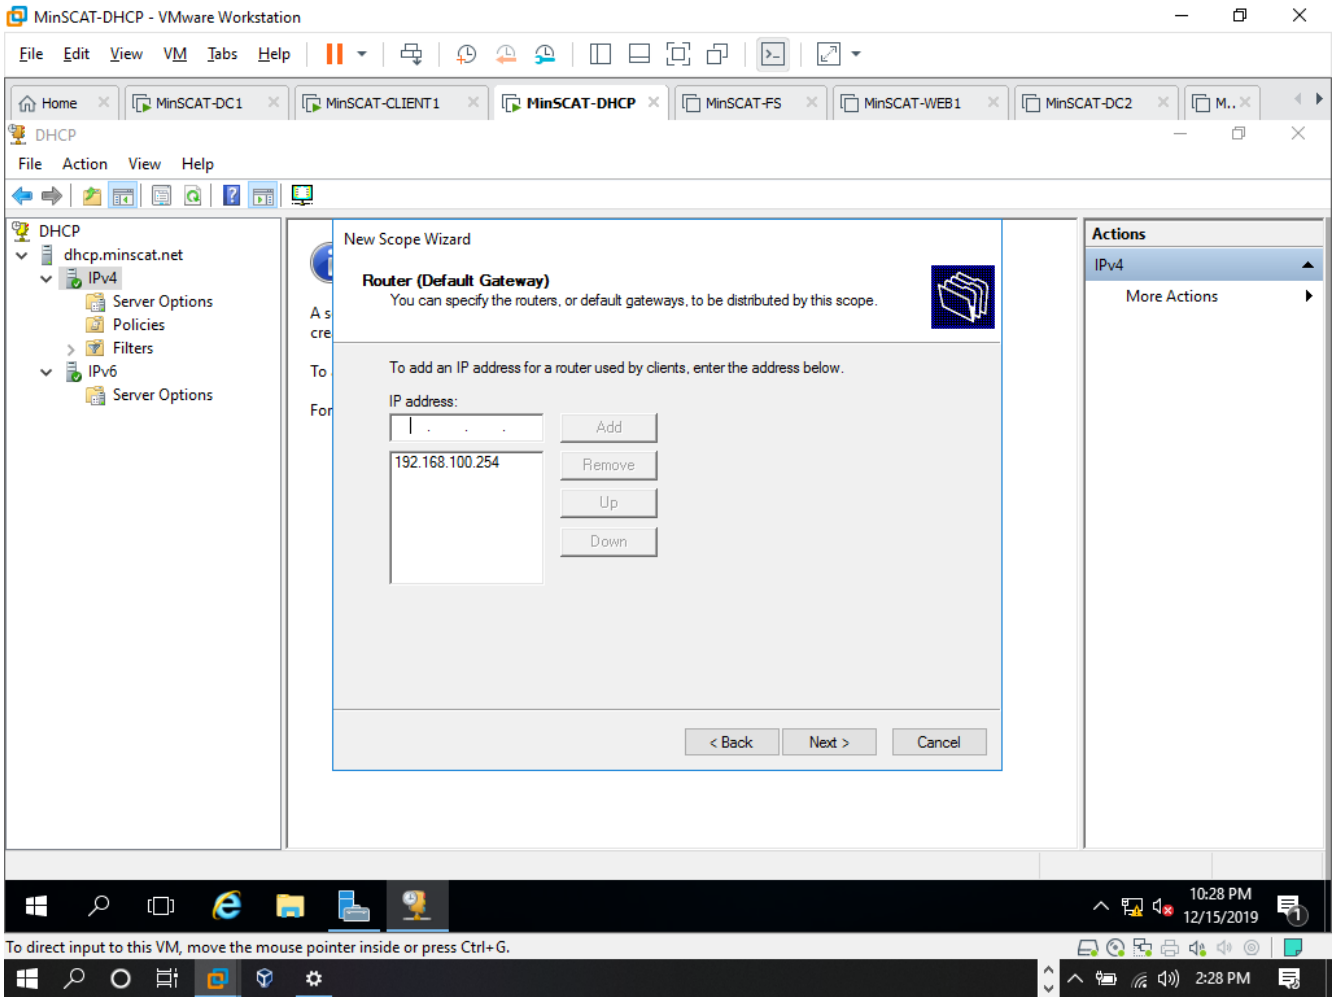 MinSCAT-DHCP - VMware Workstation
File Edit View VM Tabs Help
Home MinSCAT-DC1 MinSCAT-CLIENT1 MinSCAT-DHCP MinSCAT-FS MinSCAT-WEB1 MinSCAT-DC2 M..
DHCP
File Action View Help
DHCP
dhcp.minscat.net
IPv4
Server Options
Policies
Filters
IPv6
Server Options
A s
cre
To
For
New Scope Wizard
Router (Default Gateway)
You can specify the routers, or default gateways, to be distributed by this scope.
To add an IP address for a router used by clients, enter the address below.
IP address:
. . . Add
192.168.100.254
Remove
Up
Down
< Back Next > Cancel
Actions
IPv4
More Actions
10:28 PM
12/15/2019
1
To direct input to this VM, move the mouse pointer inside or press Ctrl+G.
2:28 PM